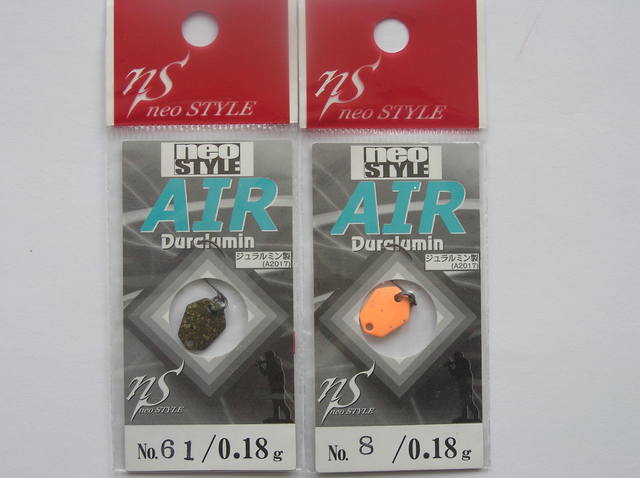 ns
neo STYLE
neo
STYLE
AIR
Duralumin
ジュラルミン製
(A2017)
ns
neo STYLE
No.61/0.18g
ns
neo STYLE
neo
STYLE
AIR
Duralumin
ジュラルミン製
(A2017)
ns
neo STYLE
No.8/0.18g